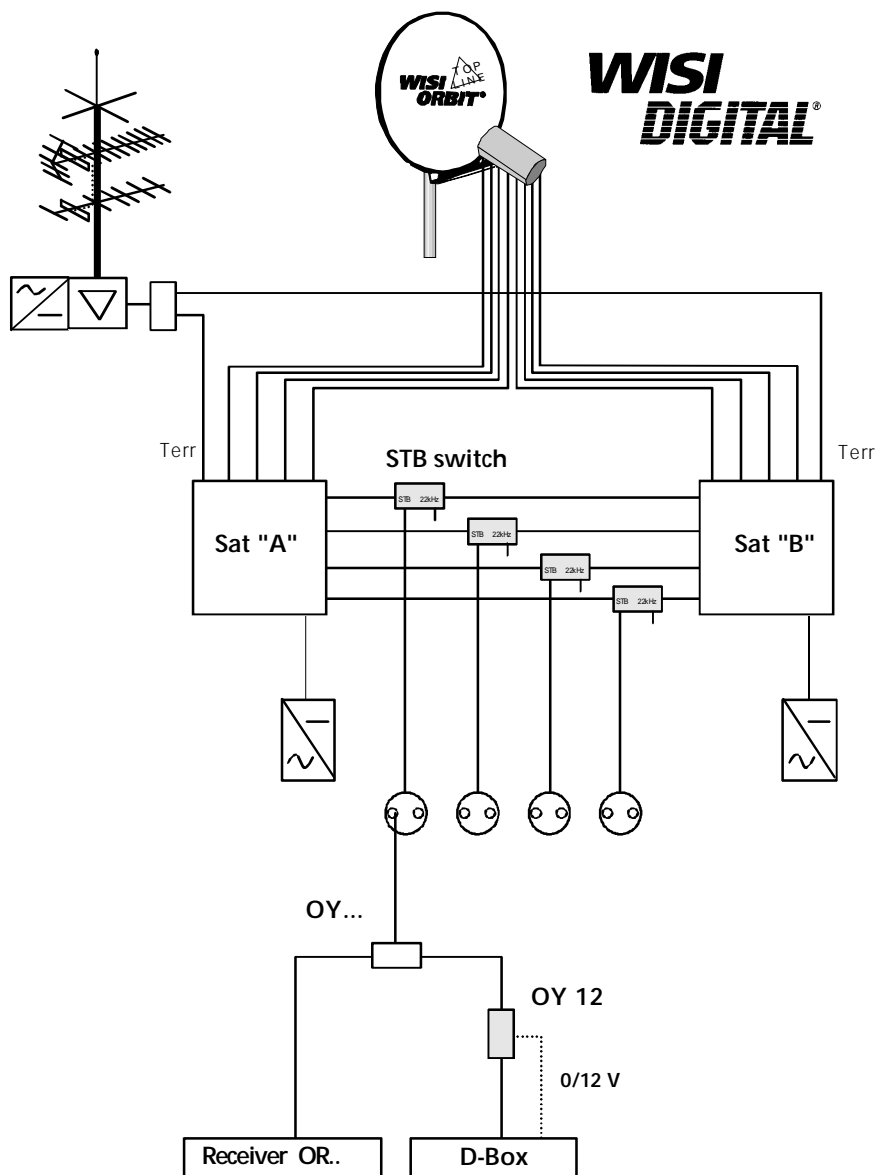 TOP
LINE
WISI
ORBIT®
WISI
DIGITAL®
Terr
STB switch
Terr
STB 22kHz
Sat "A"
STB 22kHz
Sat "B"
STB 22kHz
STB 22kHz
OY...
OY 12
0/12 V
Receiver OR..
D-Box